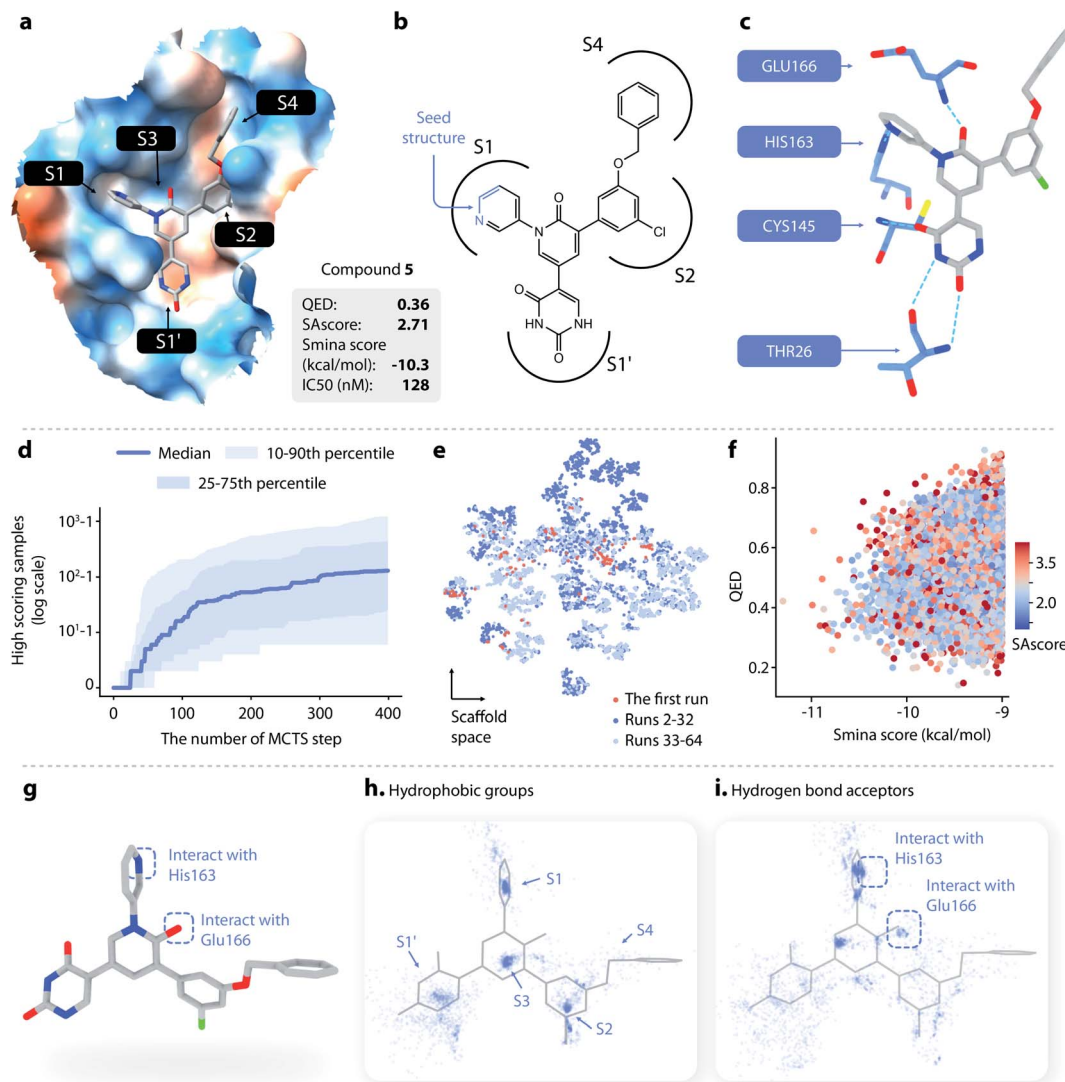 a
S4
S3
S1
S2
S1'
Compound 5
QED: 0.36
SAscore: 2.71
Smina score
(kcal/mol): -10.3
IC50 (nM): 128
b
S4
Seed
structure
S1
N
N
O
O
Cl
S2
O
HN
NH
O
S1'
c
GLU166
HIS163
CYS145
THR26
d
Median
10-90th percentile
25-75th percentile
High scoring samples
(log scale)
10³-1
10²-1
10¹-1
0
0 100 200 300 400
The number of MCTS step
e
Scaffold
space
The first run
Runs 2-32
Runs 33-64
f
QED
0.8
0.6
0.4
0.2
-11 -10 -9
Smina score (kcal/mol)
3.5
2.0
SAscore
g
Interact with
His163
Interact with
Glu166
h. Hydrophobic groups
S1
S1'
S4
S3
S2
i. Hydrogen bond acceptors
Interact with
His163
Interact with
Glu166